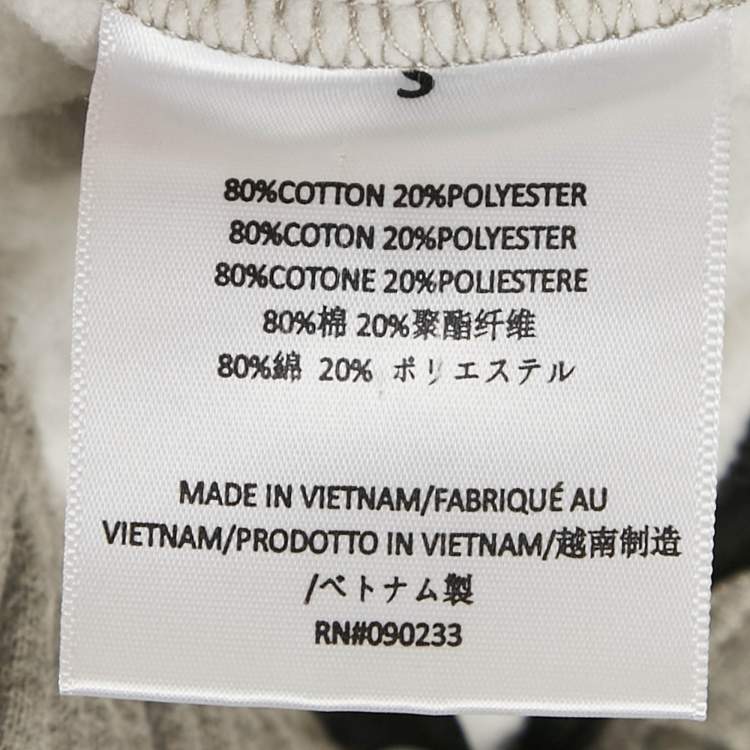 80%COTTON 20%POLYESTER
80%COTON 20%POLYESTER
80%COTONE 20%POLIESTERE
80%棉 20%聚酯纤维
80%綿 20% ポリエステル
MADE IN VIETNAM/FABRIQUÉ AU
VIETNAM/PRODOTTO IN VIETNAM/越南制造
/ベトナム製
RN#090233